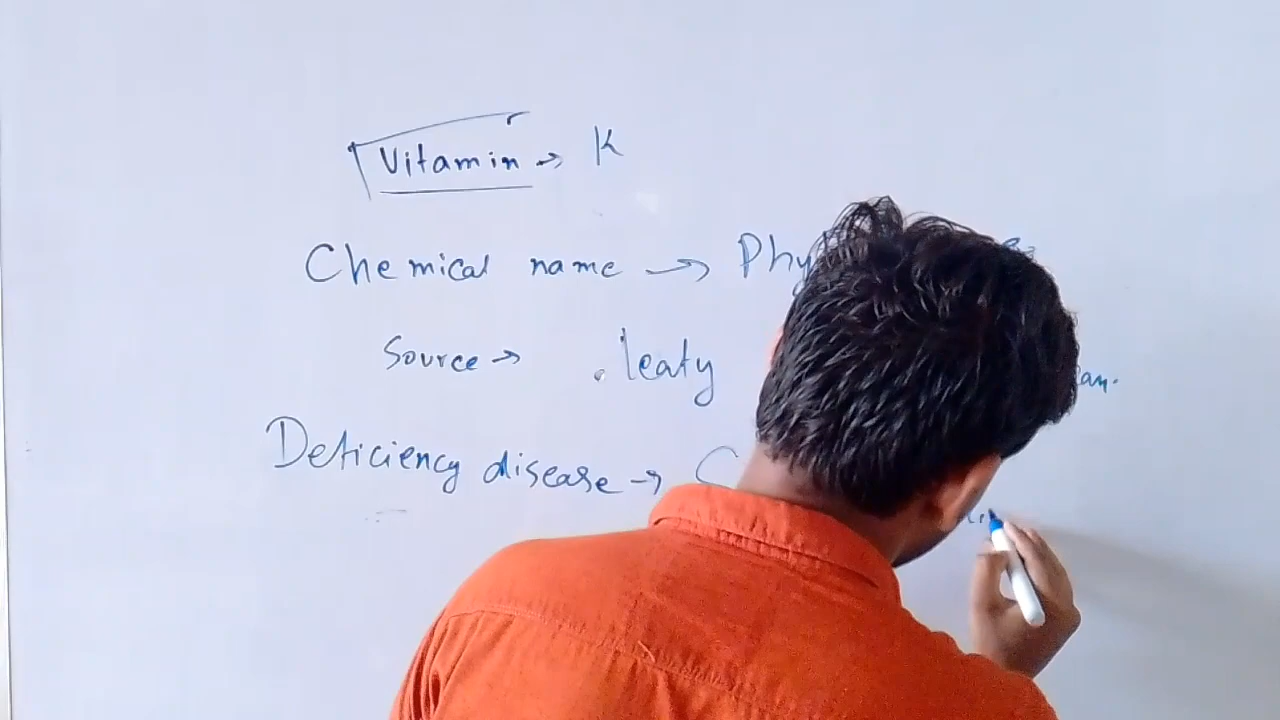 Vitamin → K
Chemical name → Phy
Source → . leafy
Deficiency disease → C